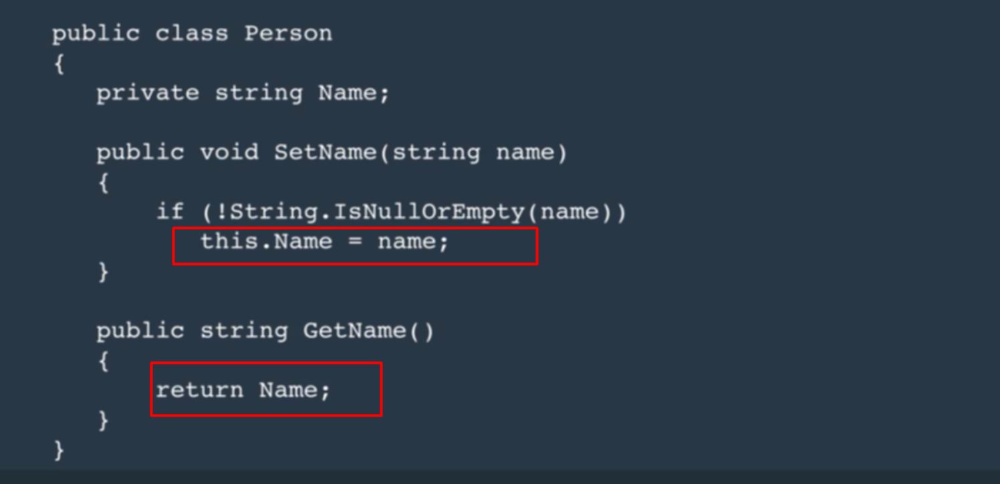 public class Person
{
private string Name;
public void SetName(string name)
{
if (!String.IsNullOrEmpty(name))
this.Name = name;
}
public string GetName()
{
return Name;
}
}